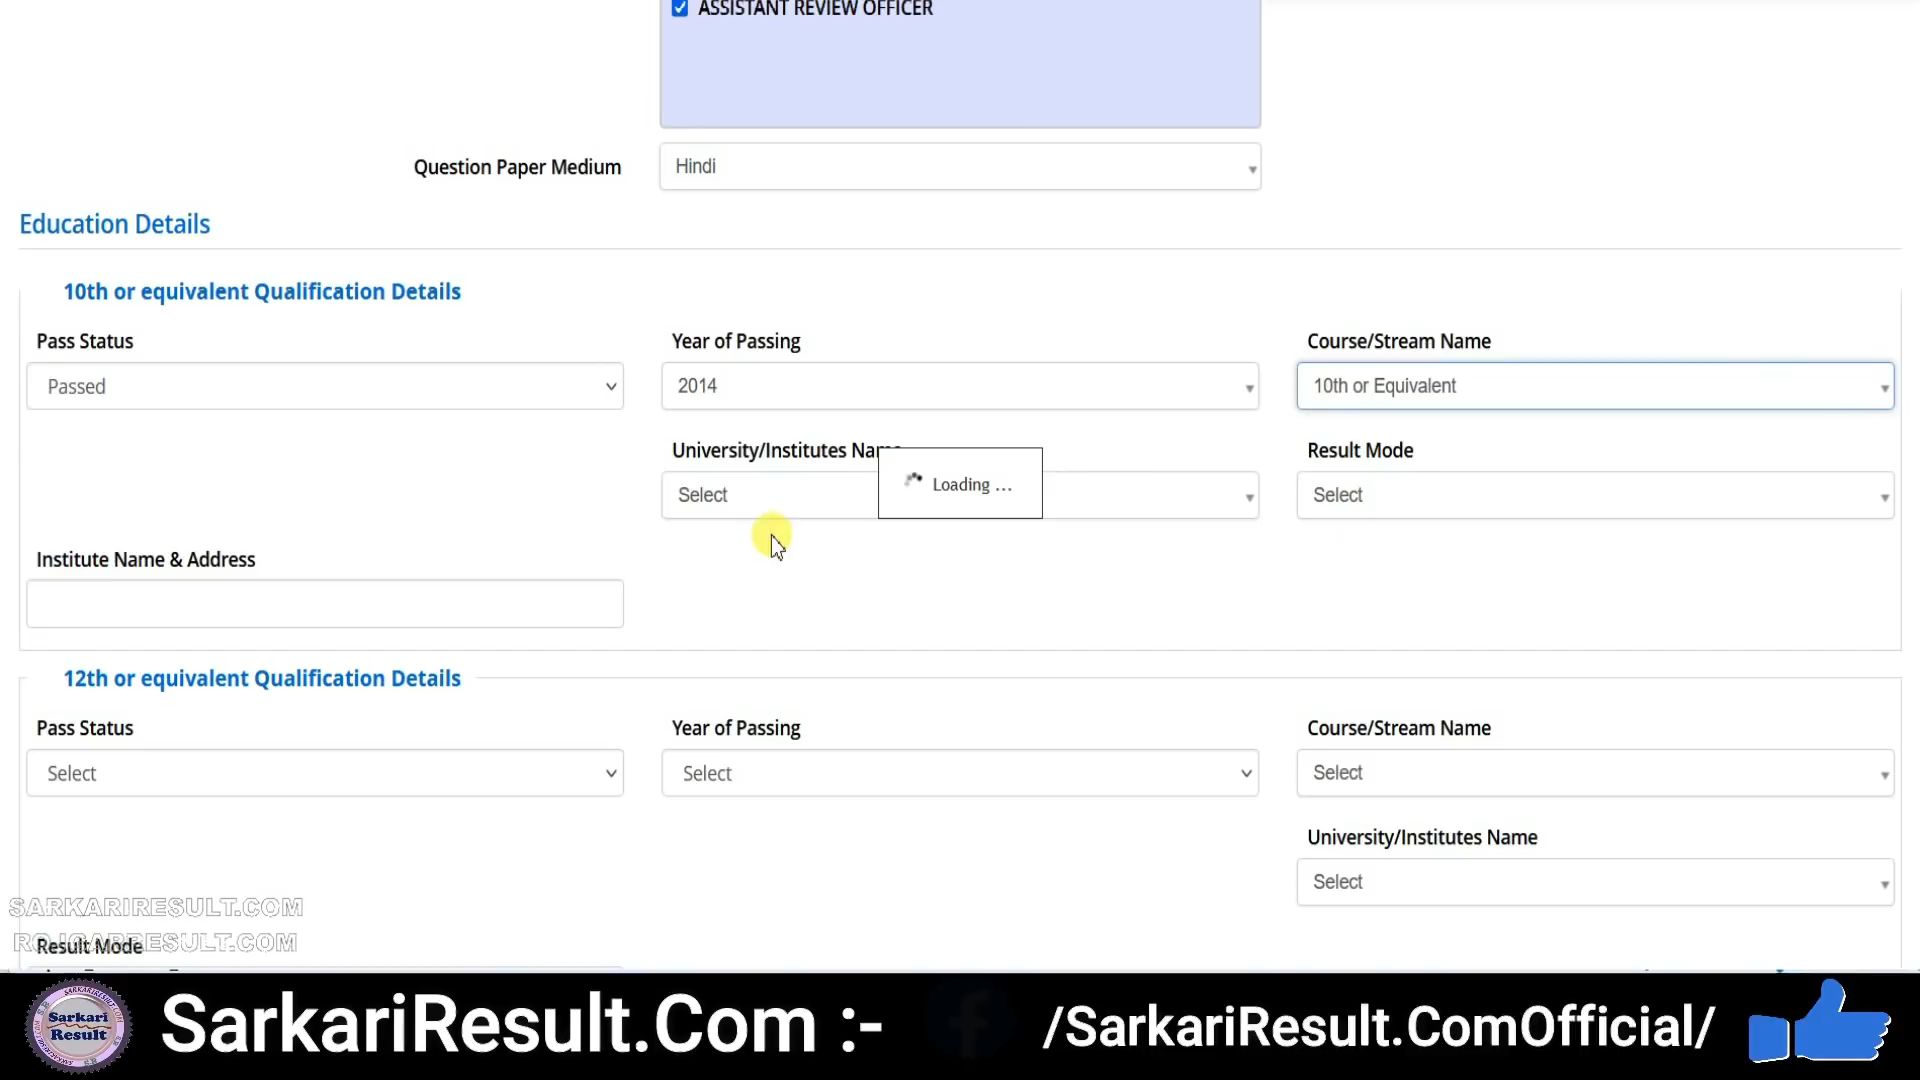 ASSISTANT REVIEW OFFICER
Question Paper Medium
Hindi
Education Details
10th or equivalent Qualification Details
Pass Status
Year of Passing
Course/Stream Name
Passed
2014
10th or Equivalent
University/Institutes Name
Result Mode
Select
Loading ...
Select
Institute Name & Address
12th or equivalent Qualification Details
Pass Status
Year of Passing
Course/Stream Name
Select
Select
Select
University/Institutes Name
Select
SARKARIRESULT.COM
ROJGARRESULT.COM
Result Mode
Sarkari
Result
SarkariResult.Com :-
/SarkariResult.ComOfficial/